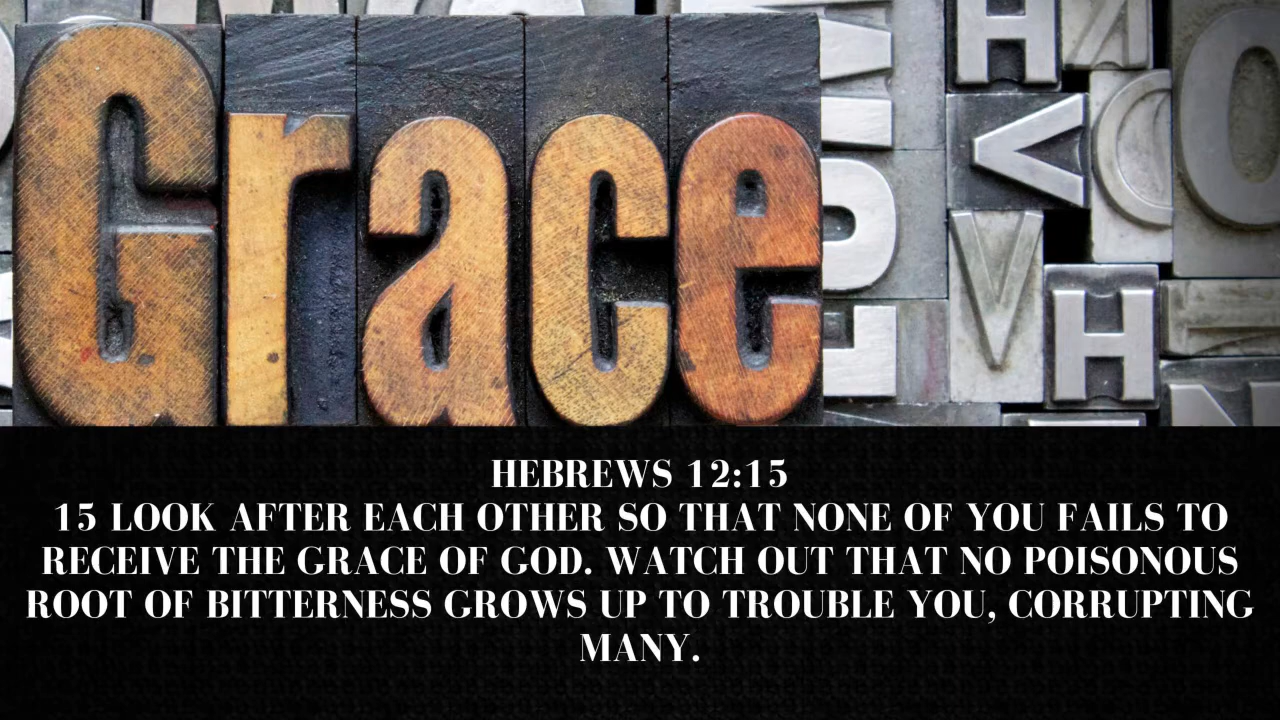 Grace
H
V
O
V
H
HEBREWS 12:15
15 LOOK AFTER EACH OTHER SO THAT NONE OF YOU FAILS TO
RECEIVE THE GRACE OF GOD. WATCH OUT THAT NO POISONOUS
ROOT OF BITTERNESS GROWS UP TO TROUBLE YOU, CORRUPTING
MANY.